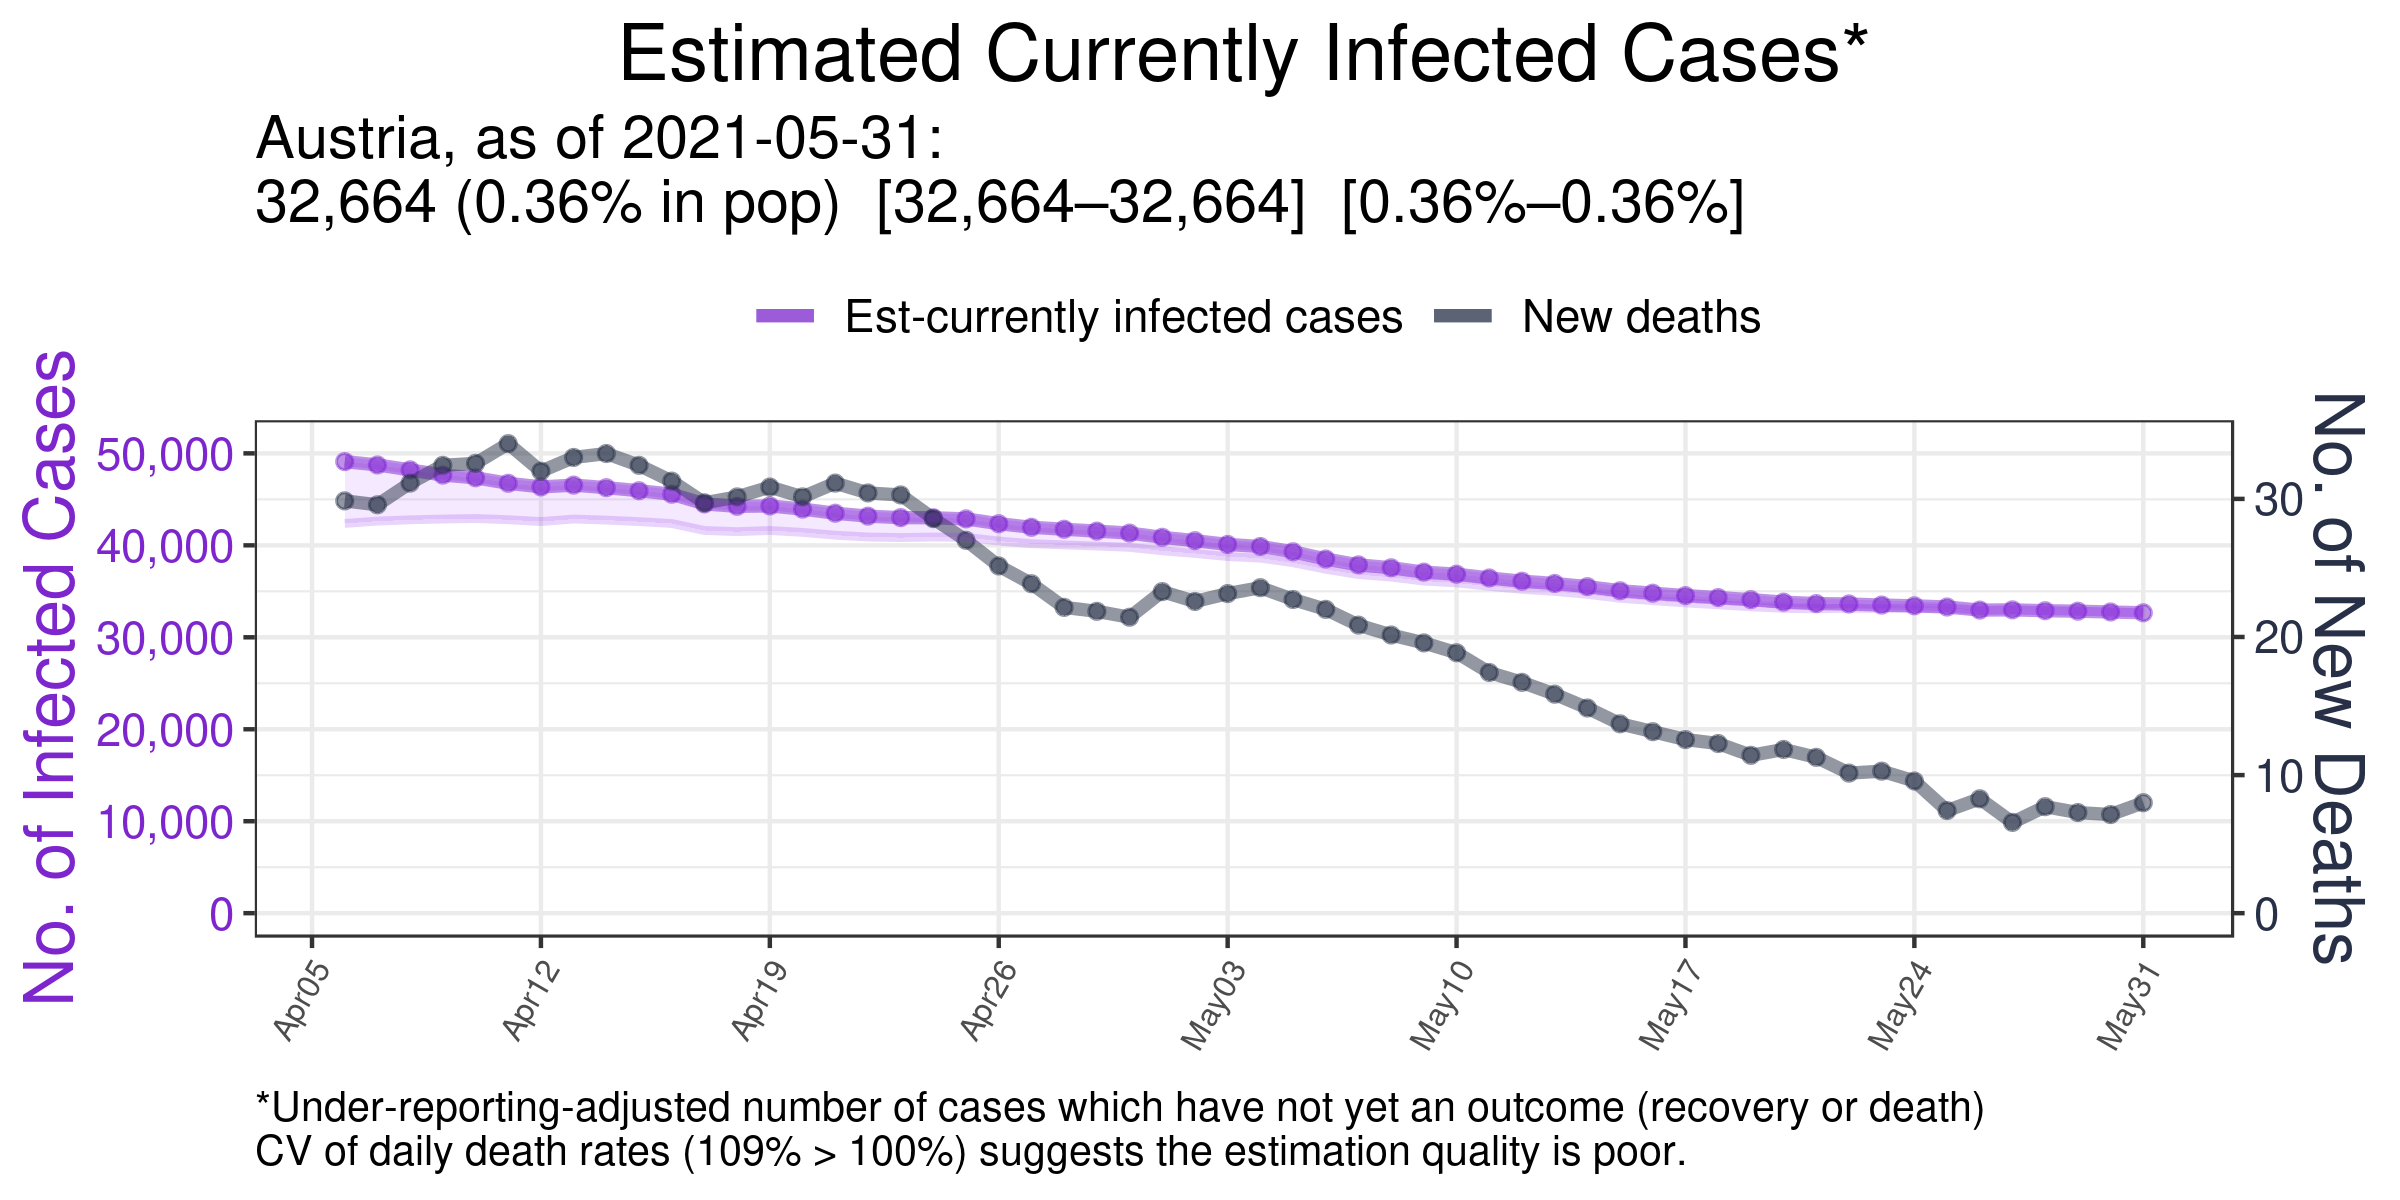 Estimated Currently Infected Cases*
Austria, as of 2021-05-31:
32,664 (0.36% in pop)  [32,664–32,664]  [0.36%–0.36%]
Est-currently infected cases
New deaths
No. of Infected Cases
50,000
40,000
30,000
20,000
10,000
0
30
20
10
0
No. of New Deaths
Apr05
Apr12
Apr19
Apr26
May03
May10
May17
May24
May31
*Under-reporting-adjusted number of cases which have not yet an outcome (recovery or death)
CV of daily death rates (109% > 100%) suggests the estimation quality is poor.